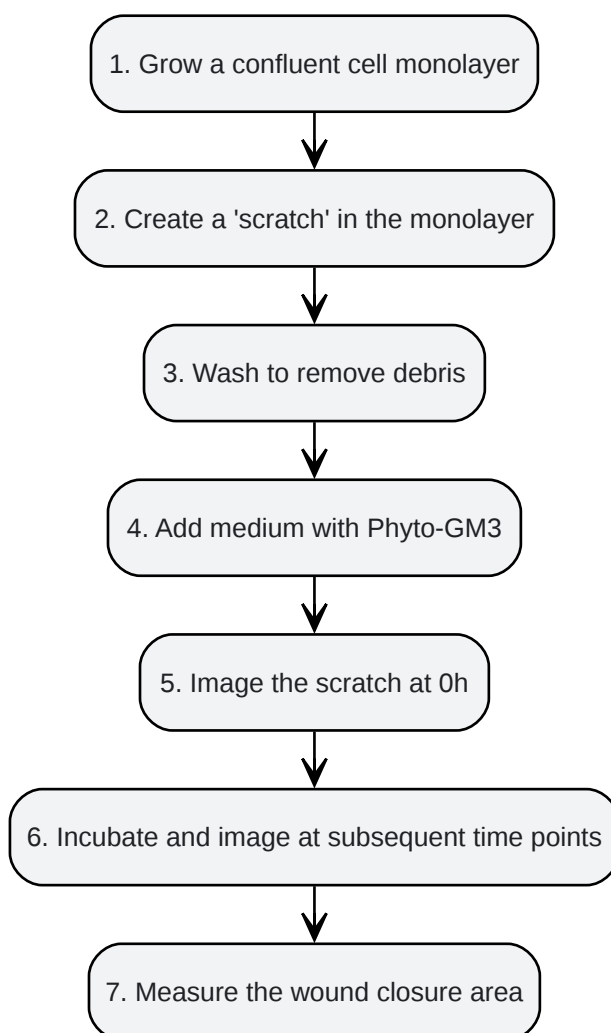 1. Grow a confluent cell monolayer
2. Create a 'scratch' in the monolayer
3. Wash to remove debris
4. Add medium with Phyto-GM3
5. Image the scratch at 0h
6. Incubate and image at subsequent time points
7. Measure the wound closure area